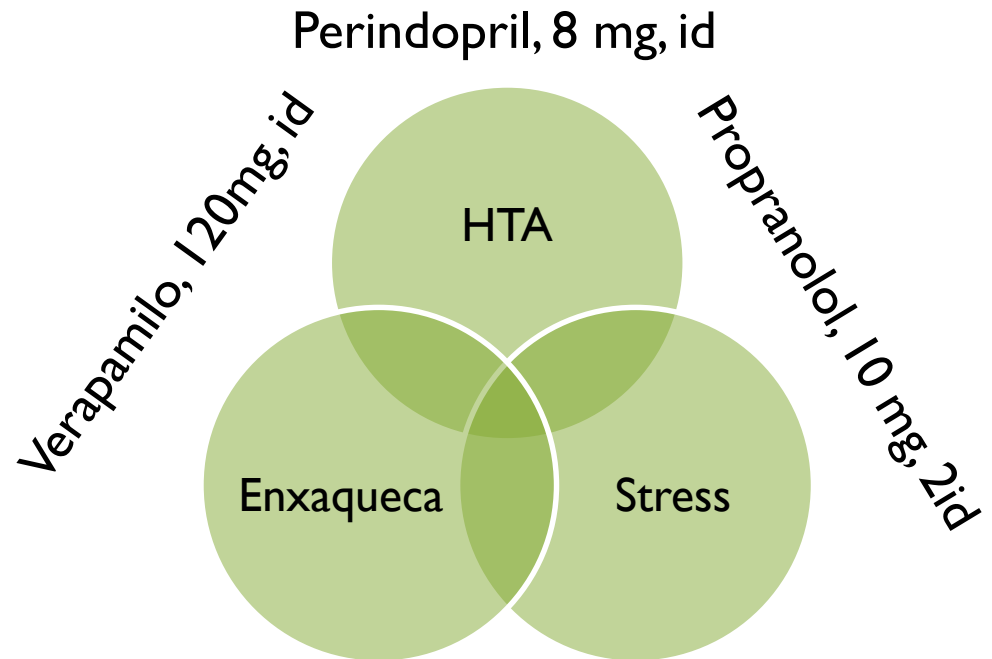 Perindopril, 8 mg, id
Verapamilo, 120mg, id
Propranolol, 10 mg, 2id
HTA
Enxaqueca
Stress